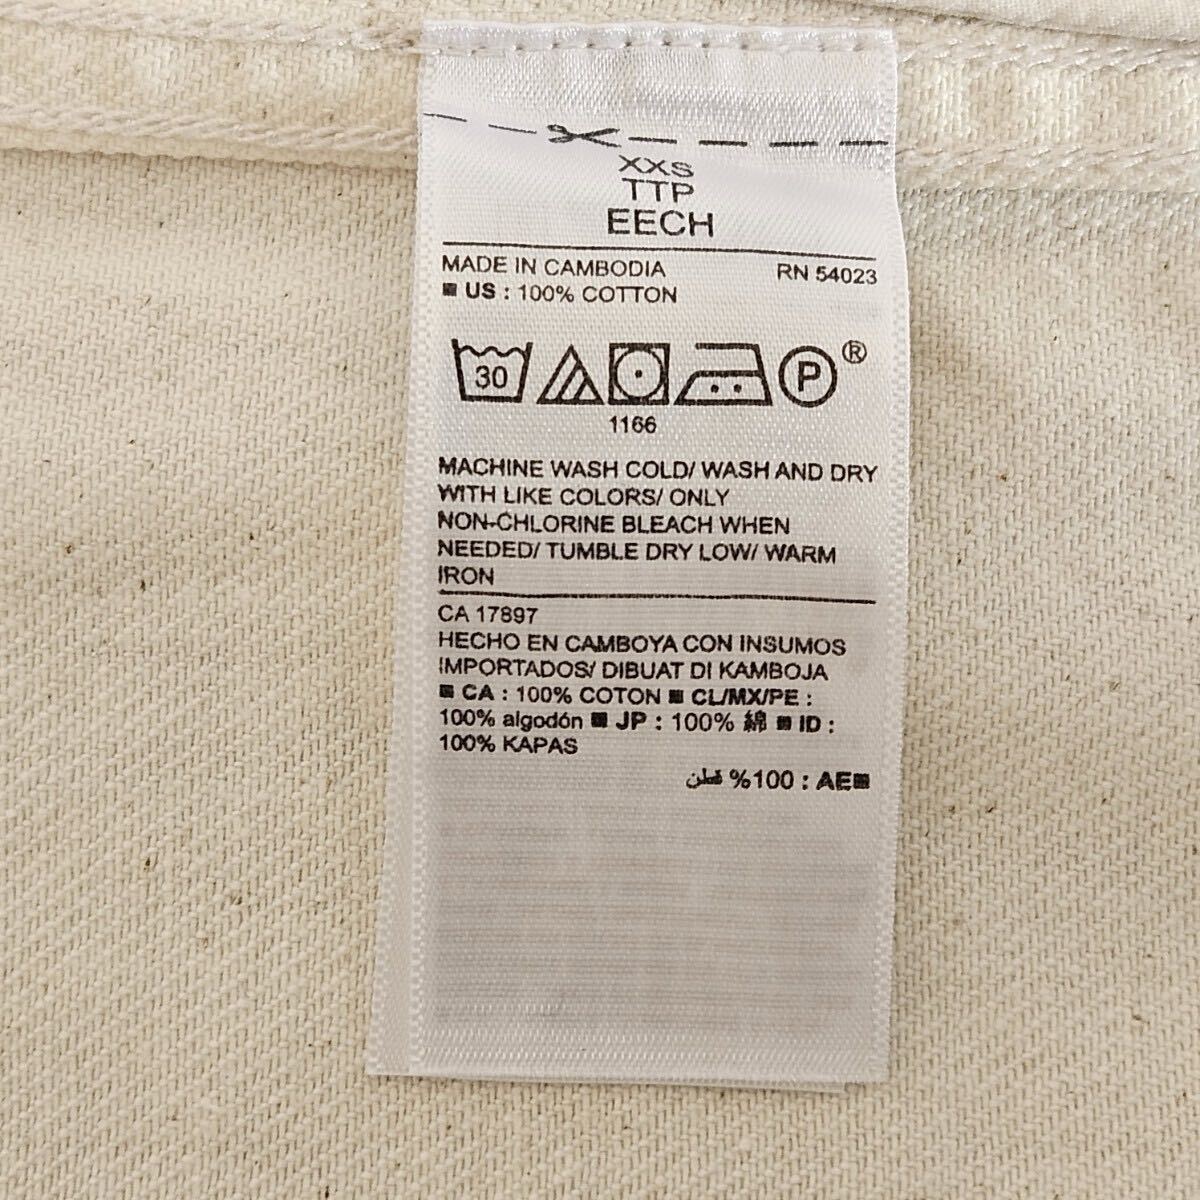 XXS
TTP
EECH
MADE IN CAMBODIA RN 54023
■ US : 100% COTTON
30 P ®
1166
MACHINE WASH COLD/ WASH AND DRY
WITH LIKE COLORS/ ONLY
NON-CHLORINE BLEACH WHEN
NEEDED/ TUMBLE DRY LOW/ WARM
IRON
CA 17897
HECHO EN CAMBOYA CON INSUMOS
IMPORTADOS/ DIBUAT DI KAMBOJA
■ CA : 100% COTON ■ CL/MX/PE :
100% algodón ■ JP : 100% 綿 ■ ID :
100% KAPAS
■AE : 100% قطن